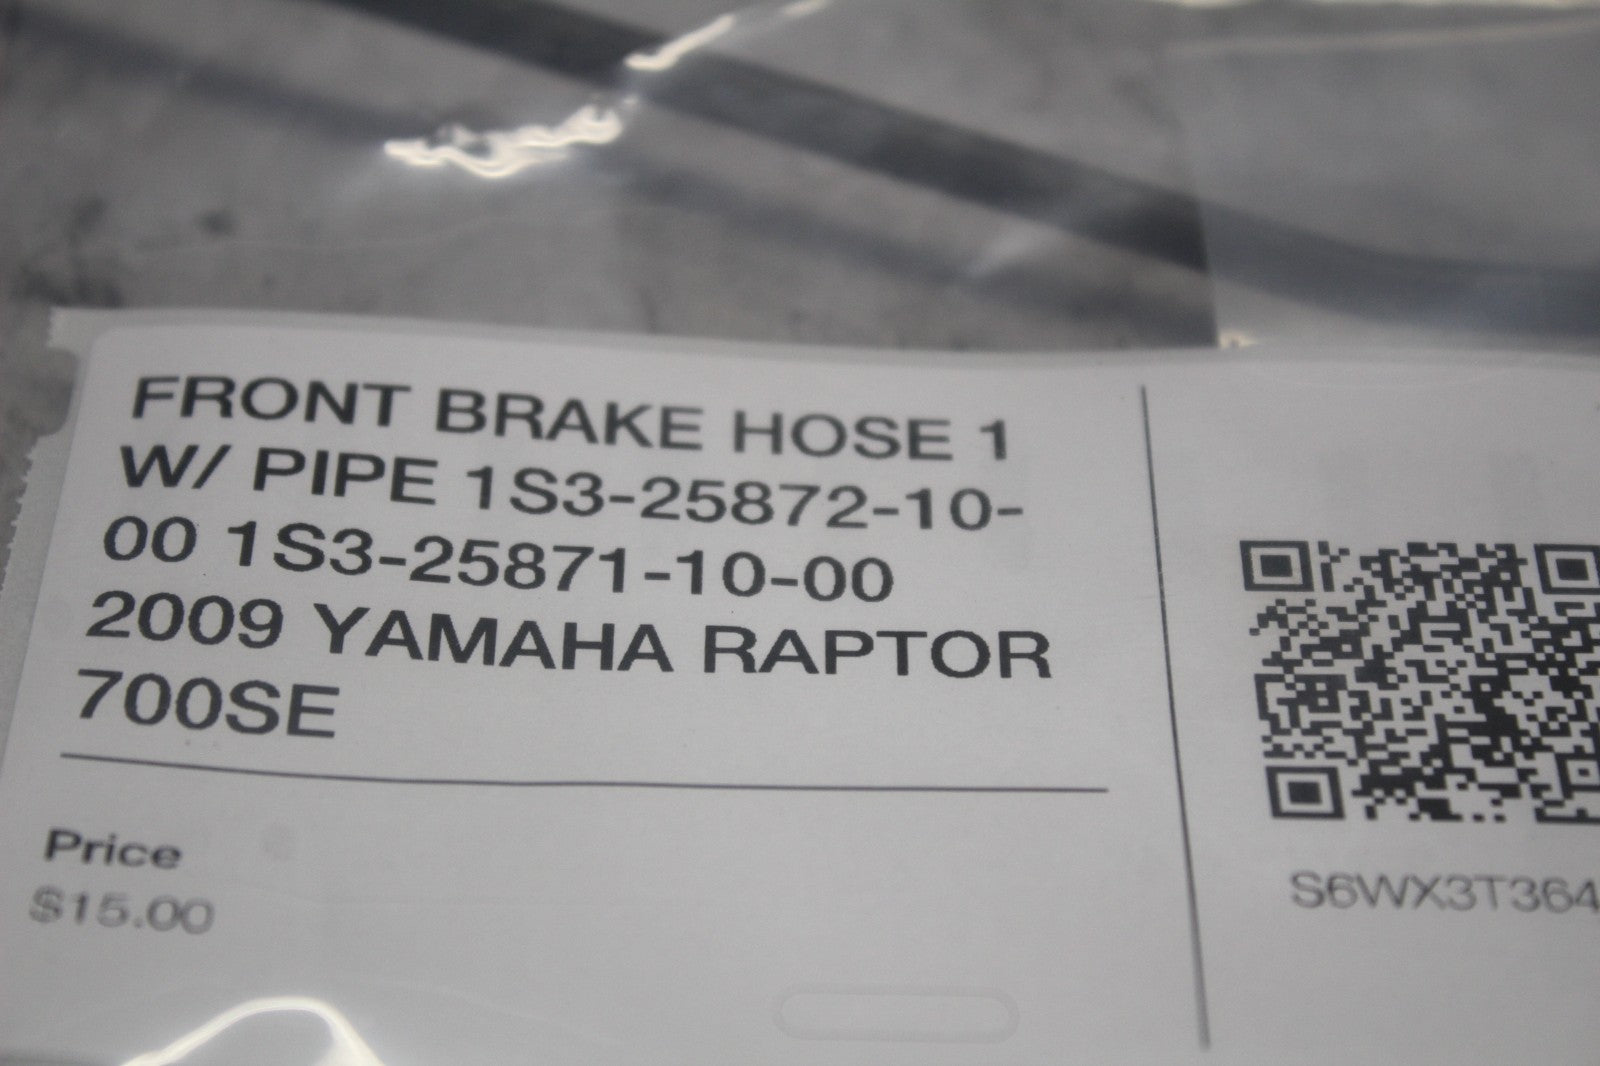 FRONT BRAKE HOSE 1
W/ PIPE 1S3-25872-10-
00 1S3-25871-10-00
2009 YAMAHA RAPTOR
700SE
Price
$15.00
S6WX3T364